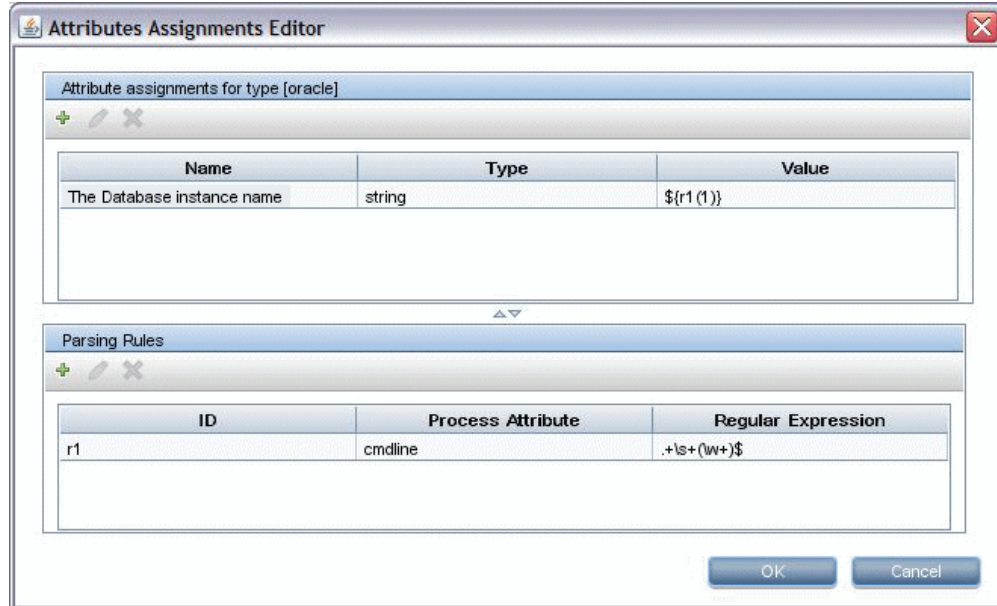 Attributes Assignments Editor
Attribute assignments for type [oracle]
Name Type Value
The Database instance name string ${r1(1)}
Parsing Rules
ID Process Attribute Regular Expression
r1 cmdline .+\s+(\w+)$
OK Cancel